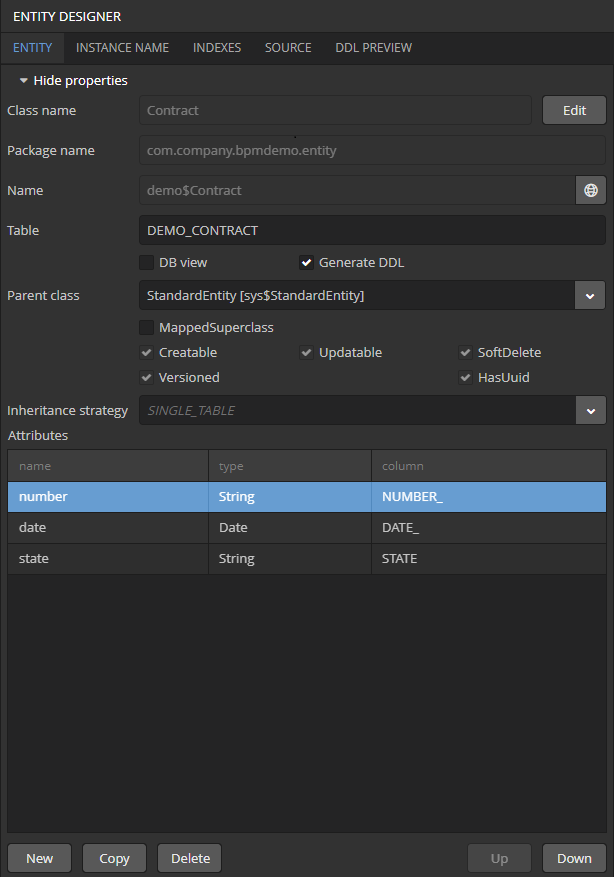 ENTITY DESIGNER
ENTITY INSTANCE NAME INDEXES SOURCE DDL PREVIEW
Hide properties
Class name Contract Edit
Package name com.company.bpmdemo.entity
Name demo$Contract
Table DEMO_CONTRACT
DB view Generate DDL
Parent class StandardEntity [sys$StandardEntity]
MappedSuperclass
Creatable Updatable SoftDelete
Versioned HasUuid
Inheritance strategy SINGLE_TABLE
Attributes
name type column
number String NUMBER_
date Date DATE_
state String STATE
New Copy Delete Up Down